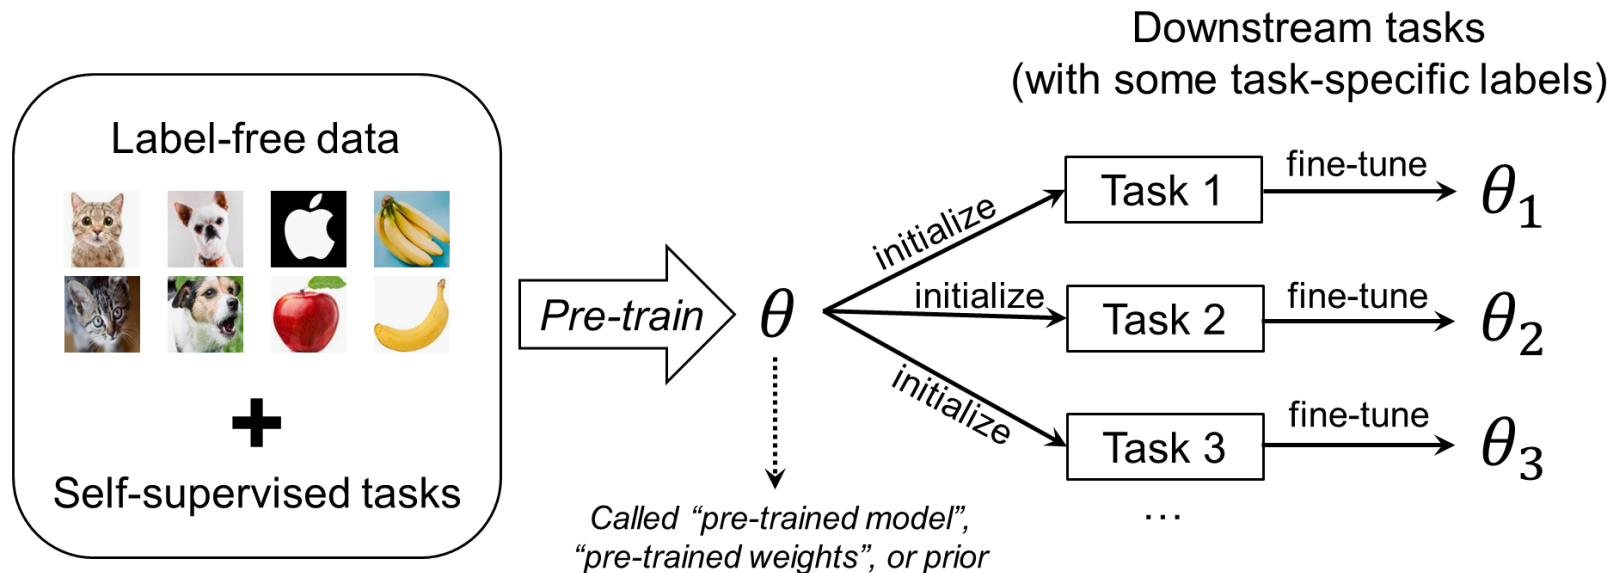 Downstream tasks
(with some task-specific labels)
Label-free data
+
Self-supervised tasks
Pre-train
θ
Called “pre-trained model”,
“pre-trained weights”, or prior
initialize
Task 1
fine-tune
θ1
initialize
Task 2
fine-tune
θ2
initialize
Task 3
fine-tune
θ3
…